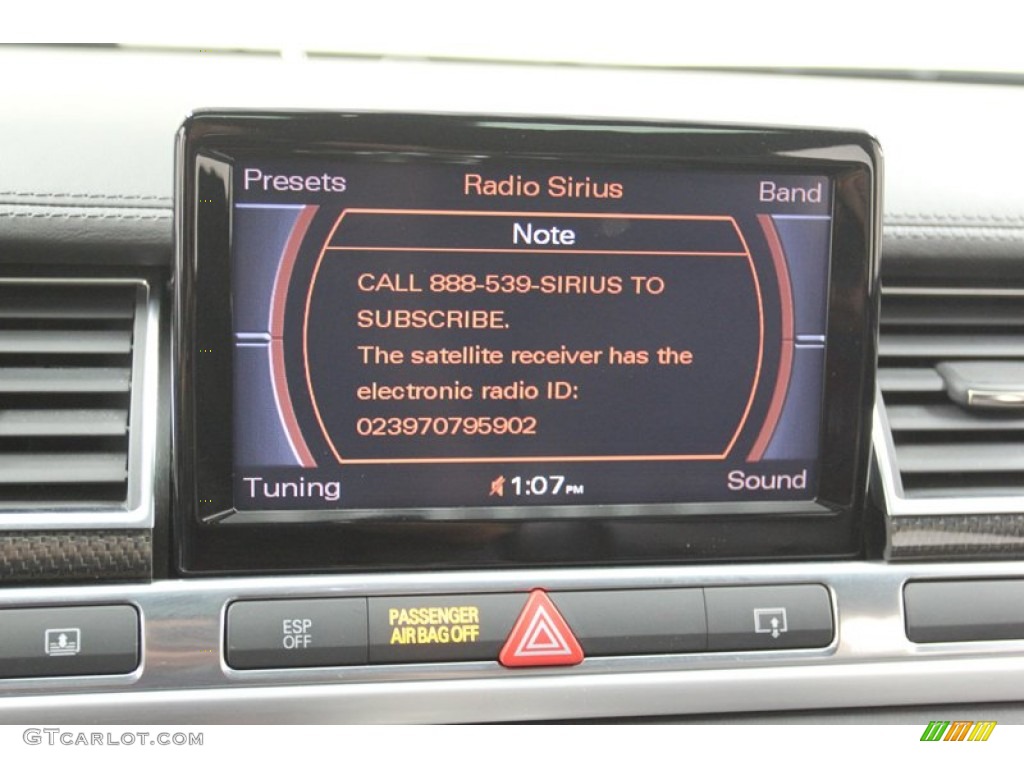 Presets
Radio Sirius
Band
Note
CALL 888-539-SIRIUS TO
SUBSCRIBE.
The satellite receiver has the
electronic radio ID:
023970795902
Tuning
1:07PM
Sound
ESP
OFF
PASSENGER
AIR BAG OFF
GTCARLOT.COM